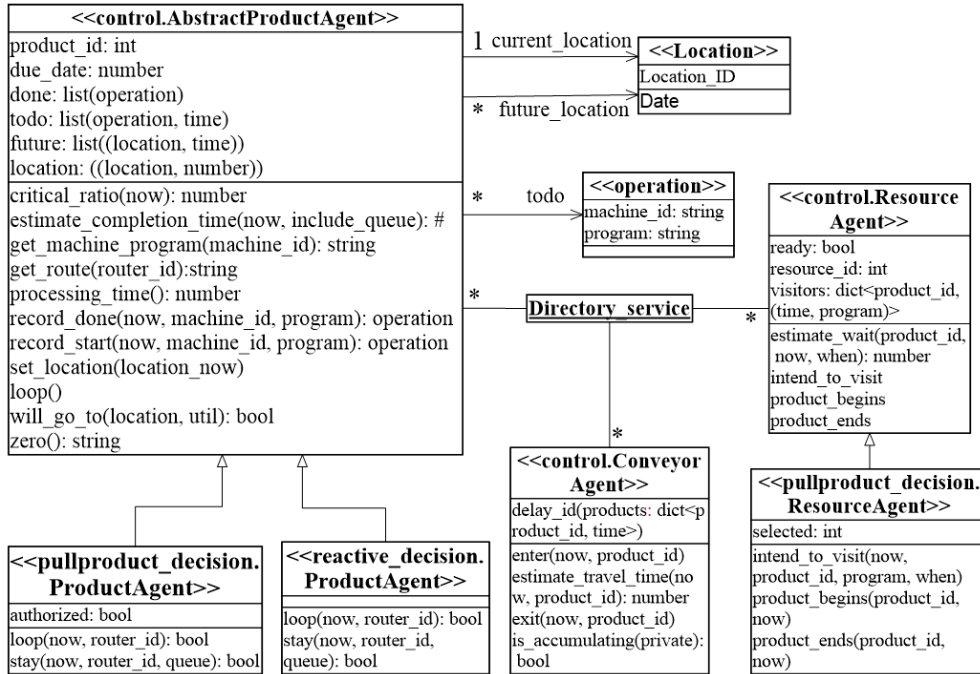 <<control.AbstractProductAgent>>
product_id: int
due_date: number
done: list(operation)
todo: list(operation, time)
future: list((location, time))
location: ((location, number))
critical_ratio(now): number
estimate_completion_time(now, include_queue): #
get_machine_program(machine_id): string
get_route(router_id):string
processing_time(): number
record_done(now, machine_id, program): operation
record_start(now, machine_id, program): operation
set_location(location_now)
loop()
will_go_to(location, util): bool
zero(): string
1 current_location
* future_location
<<Location>>
Location_ID
Date
* todo
<<operation>>
machine_id: string
program: string
*
Directory_service
*
*
<<control.Resource
Agent>>
ready: bool
resource_id: int
visitors: dict<product_id,
(time, program)>
estimate_wait(product_id,
now, when): number
intend_to_visit
product_begins
product_ends
<<pullproduct_decision.
ProductAgent>>
authorized: bool
loop(now, router_id): bool
stay(now, router_id, queue): bool
<<reactive_decision.
ProductAgent>>
loop(now, router_id): bool
stay(now, router_id,
queue): bool
<<control.Conveyor
Agent>>
delay_id(products: dict<p
roduct_id, time>)
enter(now, product_id)
estimate_travel_time(no
w, product_id): number
exit(now, product_id)
is_accumulating(private):
bool
<<pullproduct_decision.
ResourceAgent>>
selected: int
intend_to_visit(now,
product_id, program, when)
product_begins(product_id,
now)
product_ends(product_id,
now)